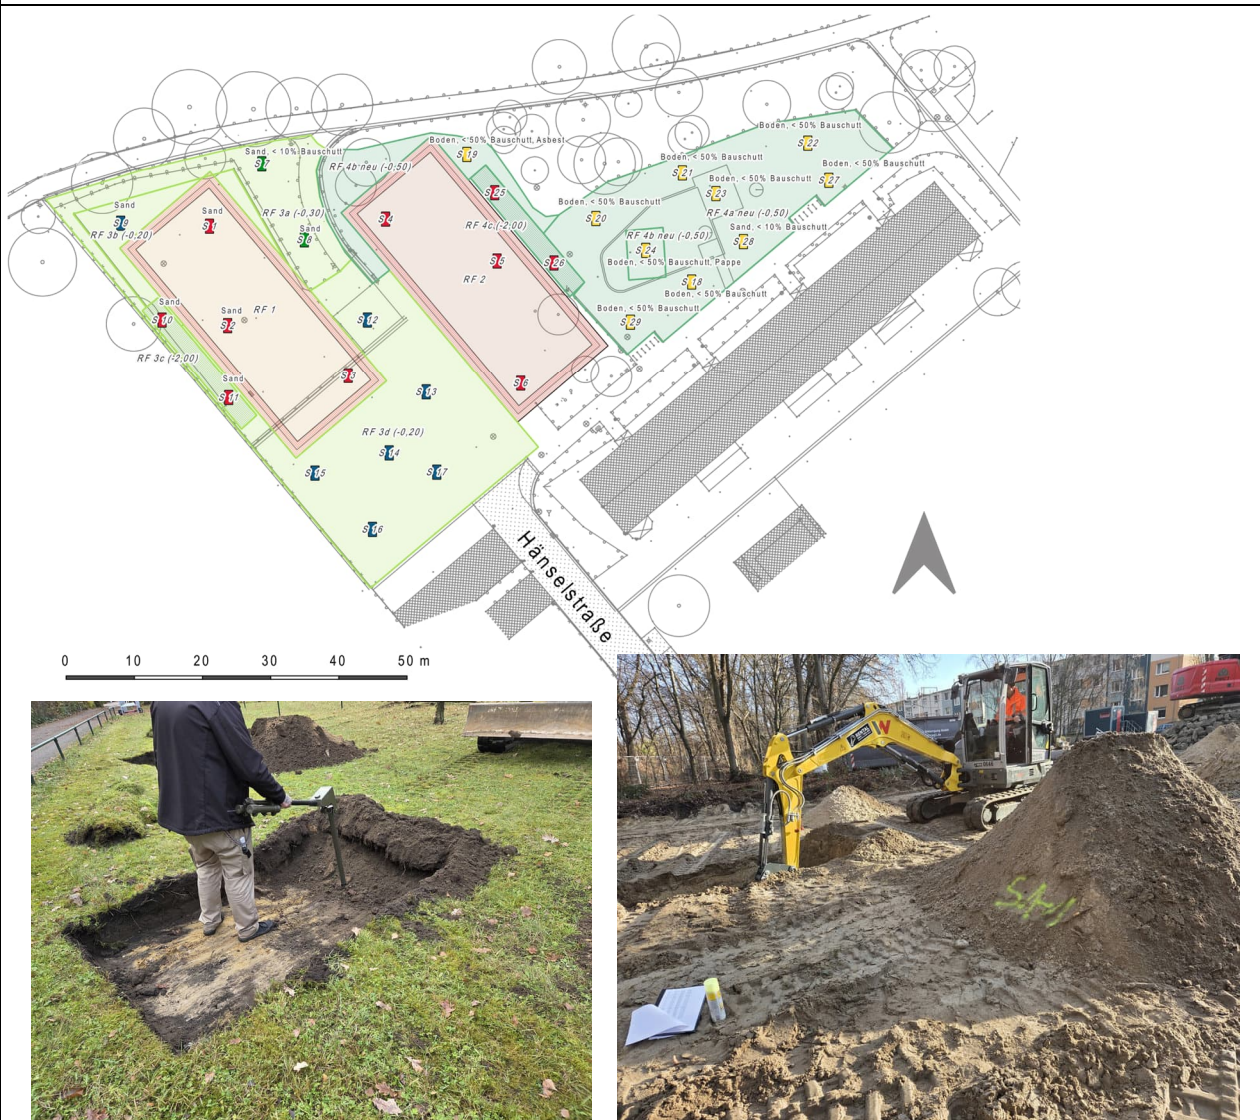 Boden, < 50% Bauschutt
S 22
Boden, < 50% Bauschutt, Asbest
S 19
Sand, < 10% Bauschutt
S 7
RF 4b neu (-0,50)
Boden, < 50% Bauschutt
S 21
Boden, < 50% Bauschutt
S 27
Boden, < 50% Bauschutt
S 23
S 25
Sand
S 9
RF 3b (-0,20)
Sand
S 1
RF 3a (-0,30)
Sand
S 8
S 4
RF 4c (-2,00)
Boden, < 50% Bauschutt
S 20
RF 4a neu (-0,50)
Sand, < 10% Bauschutt
S 28
RF 4b neu (-0,50)
S 24
Boden, < 50% Bauschutt, Pappe
S 5
S 26
RF 2
S 18
Boden, < 50% Bauschutt
Boden, < 50% Bauschutt
S 29
Sand
S 10
Sand
S 2
RF 1
S 12
RF 3c (-2,00)
Sand
S 11
S 3
S 13
S 6
RF 3d (-0,20)
S 14
S 15
S 17
S 16
Hänselstraße
0 10 20 30 40 50 m